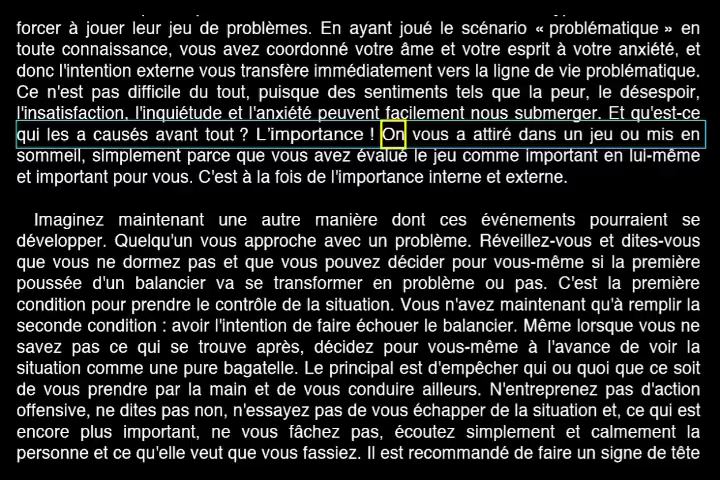 forcer à jouer leur jeu de problèmes. En ayant joué le scénario « problématique » en
toute connaissance, vous avez coordonné votre âme et votre esprit à votre anxiété, et
donc l'intention externe vous transfère immédiatement vers la ligne de vie problématique.
Ce n'est pas difficile du tout, puisque des sentiments tels que la peur, le désespoir,
l'insatisfaction, l'inquiétude et l'anxiété peuvent facilement nous submerger. Et qu'est-ce
qui les a causés avant tout ? L'importance ! On vous a attiré dans un jeu ou mis en
sommeil, simplement parce que vous avez évalué le jeu comme important en lui-même
et important pour vous. C'est à la fois de l'importance interne et externe.
Imaginez maintenant une autre manière dont ces événements pourraient se
développer. Quelqu'un vous approche avec un problème. Réveillez-vous et dites-vous
que vous ne dormez pas et que vous pouvez décider pour vous-même si la première
poussée d'un balancier va se transformer en problème ou pas. C'est la première
condition pour prendre le contrôle de la situation. Vous n'avez maintenant qu'à remplir la
seconde condition : avoir l'intention de faire échouer le balancier. Même lorsque vous ne
savez pas ce qui se trouve après, décidez pour vous-même à l'avance de voir la
situation comme une pure bagatelle. Le principal est d'empêcher qui ou quoi que ce soit
de vous prendre par la main et de vous conduire ailleurs. N'entreprenez pas d'action
offensive, ne dites pas non, n'essayez pas de vous échapper de la situation et, ce qui est
encore plus important, ne vous fâchez pas, écoutez simplement et calmement la
personne et ce qu'elle veut que vous fassiez. Il est recommandé de faire un signe de tête